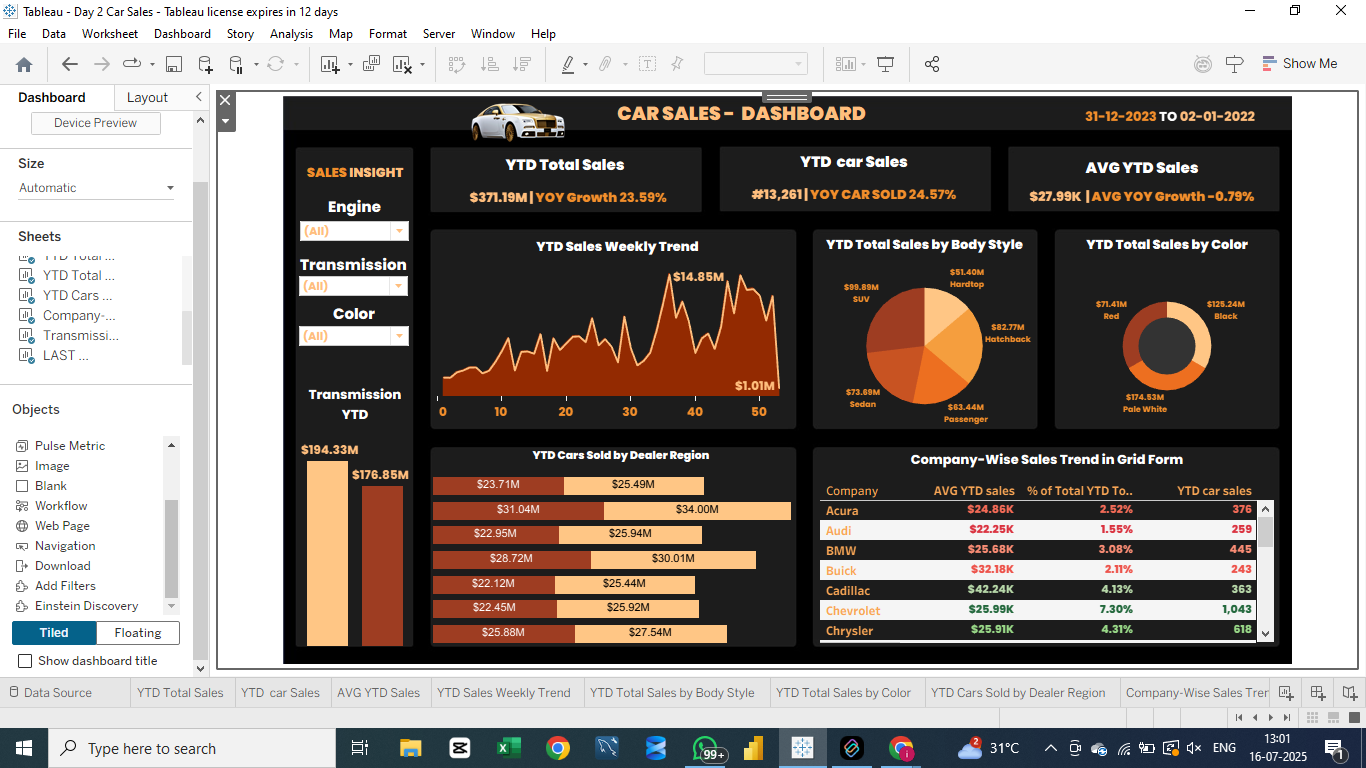 Tableau - Day 2 Car Sales - Tableau license expires in 12 days
File Data Worksheet Dashboard Story Analysis Map Format Server Window Help
Show Me
Dashboard Layout
Device Preview
Size
Automatic
Sheets
YTD Total ...
YTD Total ...
YTD Cars ...
Company-...
Transmissi...
LAST ...
Objects
Pulse Metric
Image
Blank
Workflow
Web Page
Navigation
Download
Add Filters
Einstein Discovery
Tiled Floating
Show dashboard title
CAR SALES - DASHBOARD
31-12-2023 TO 02-01-2022
SALES INSIGHT
Engine
(All)
Transmission
(All)
Color
(All)
Transmission
YTD
$194.33M
$176.85M
YTD Total Sales
$371.19M | YOY Growth 23.59%
YTD car Sales
#13,261 | YOY CAR SOLD 24.57%
AVG YTD Sales
$27.99K | AVG YOY Growth -0.79%
YTD Sales Weekly Trend
$14.85M
$1.01M
0 10 20 30 40 50
YTD Total Sales by Body Style
$51.40M
Hardtop
$99.89M
SUV
$82.77M
Hatchback
$73.69M
Sedan
$63.44M
Passenger
YTD Total Sales by Color
$71.41M
Red
$125.24M
Black
$174.53M
Pale White
YTD Cars Sold by Dealer Region
$23.71M $25.49M
$31.04M $34.00M
$22.95M $25.94M
$28.72M $30.01M
$22.12M $25.44M
$22.45M $25.92M
$25.88M $27.54M
Company-Wise Sales Trend in Grid Form
Company AVG YTD sales % of Total YTD To.. YTD car sales
Acura $24.86K 2.52% 376
Audi $22.25K 1.55% 259
BMW $25.68K 3.08% 445
Buick $32.18K 2.11% 243
Cadillac $42.24K 4.13% 363
Chevrolet $25.99K 7.30% 1,043
Chrysler $25.91K 4.31% 618
Data Source YTD Total Sales YTD car Sales AVG YTD Sales YTD Sales Weekly Trend YTD Total Sales by Body Style YTD Total Sales by Color YTD Cars Sold by Dealer Region Company-Wise Sales Tren
Type here to search
99+
2
31°C
ENG
13:01
16-07-2025
1